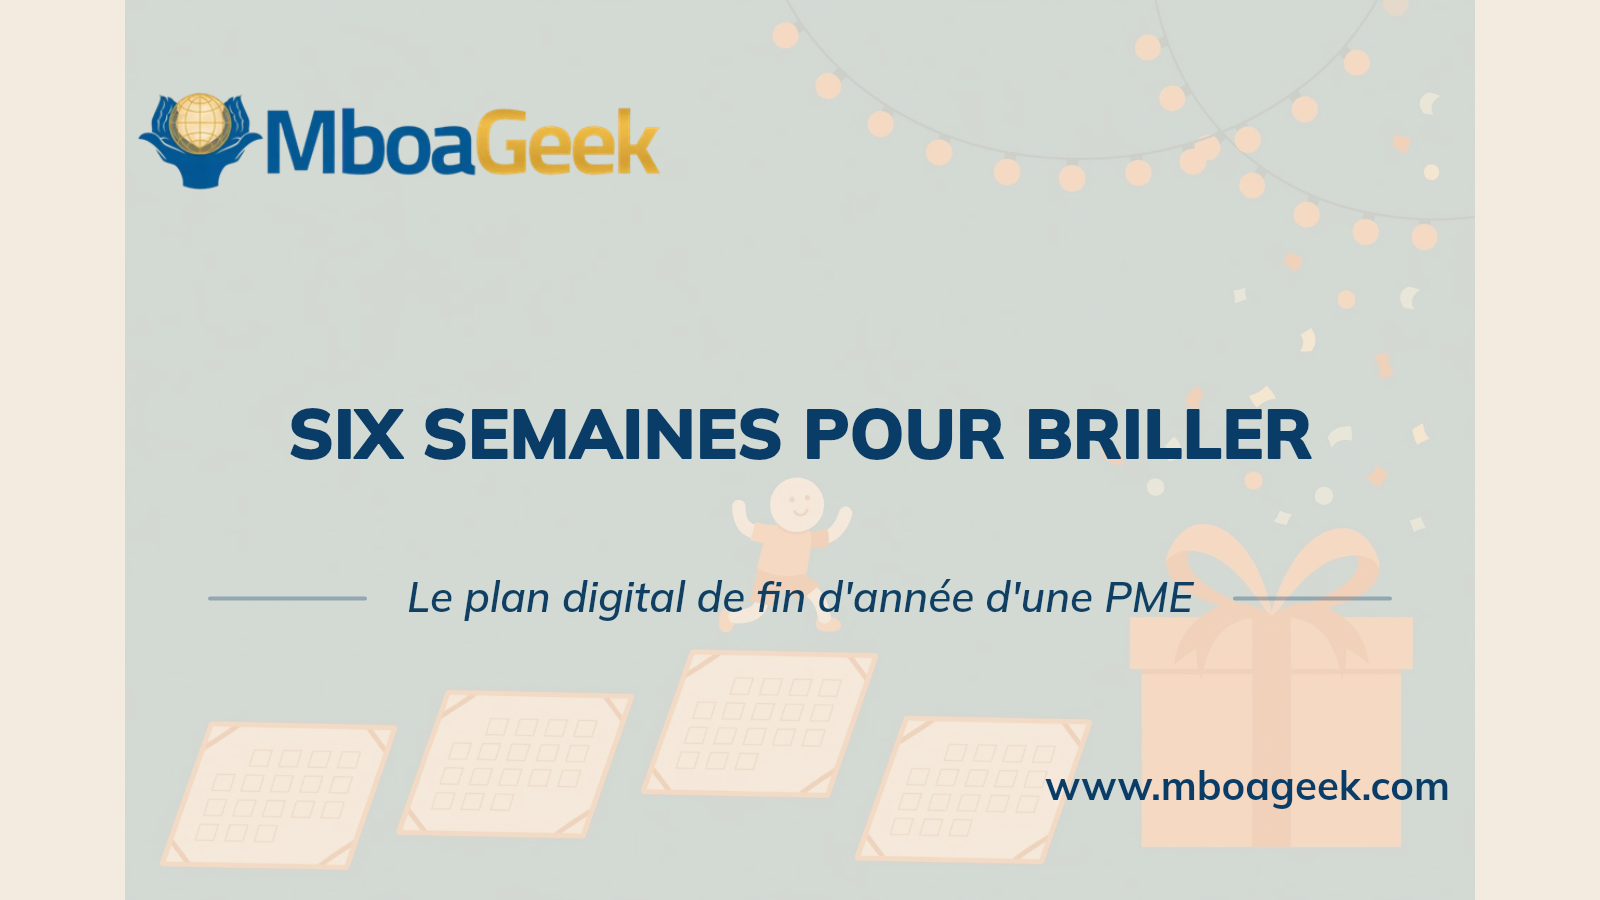 MboaGeek
SIX SEMAINES POUR BRILLER
Le plan digital de fin d'année d'une PME
www.mboageek.com